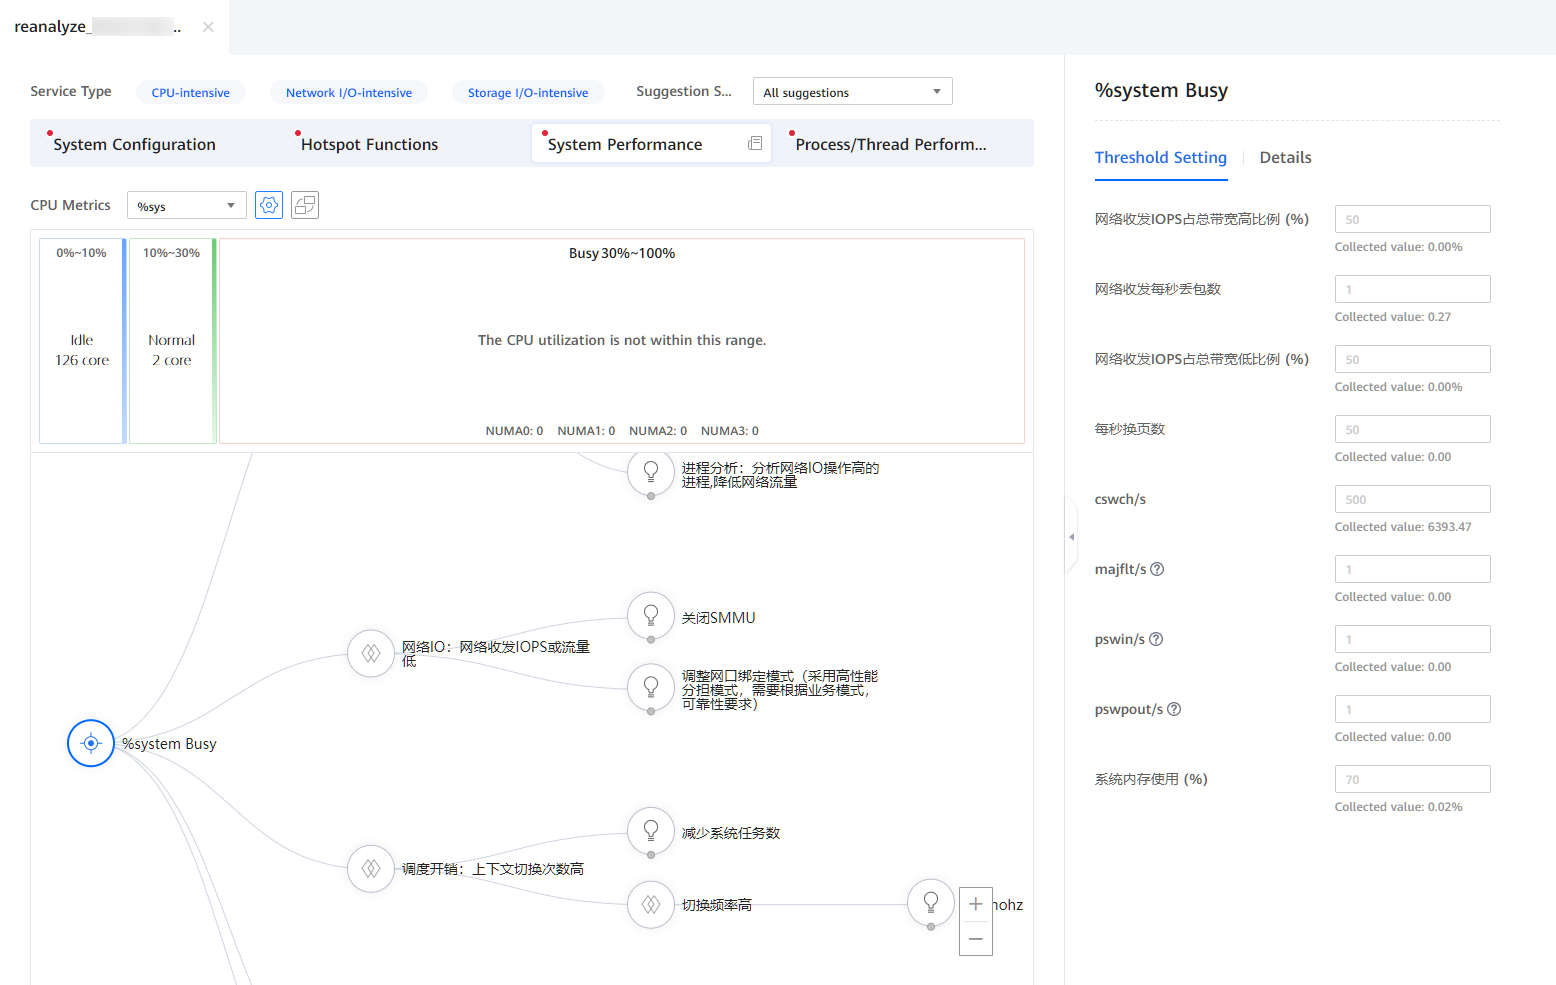 reanalyze_
..
Service Type
CPU-intensive
Network I/O-intensive
Storage I/O-intensive
Suggestion S...
All suggestions
System Configuration
Hotspot Functions
System Performance
Process/Thread Perform...
CPU Metrics
%sys
0%~10%
10%~30%
Busy 30%~100%
Idle
126 core
Normal
2 core
The CPU utilization is not within this range.
NUMA0: 0 NUMA1: 0 NUMA2: 0 NUMA3: 0
进程分析：分析网络IO操作高的
进程,降低网络流量
网络IO：网络收发IOPS或流量
低
关闭SMMU
调整网口绑定模式（采用高性能
分担模式，需要根据业务模式，
可靠性要求）
%system Busy
调度开销：上下文切换次数高
减少系统任务数
切换频率高
nohz
%system Busy
Threshold Setting
Details
网络收发IOPS占总带宽高比例 (%)
50
Collected value: 0.00%
网络收发每秒丢包数
1
Collected value: 0.27
网络收发IOPS占总带宽低比例 (%)
50
Collected value: 0.00%
每秒换页数
50
Collected value: 0.00
cswch/s
500
Collected value: 6393.47
majflt/s
1
Collected value: 0.00
pswin/s
1
Collected value: 0.00
pswpout/s
1
Collected value: 0.00
系统内存使用 (%)
70
Collected value: 0.02%